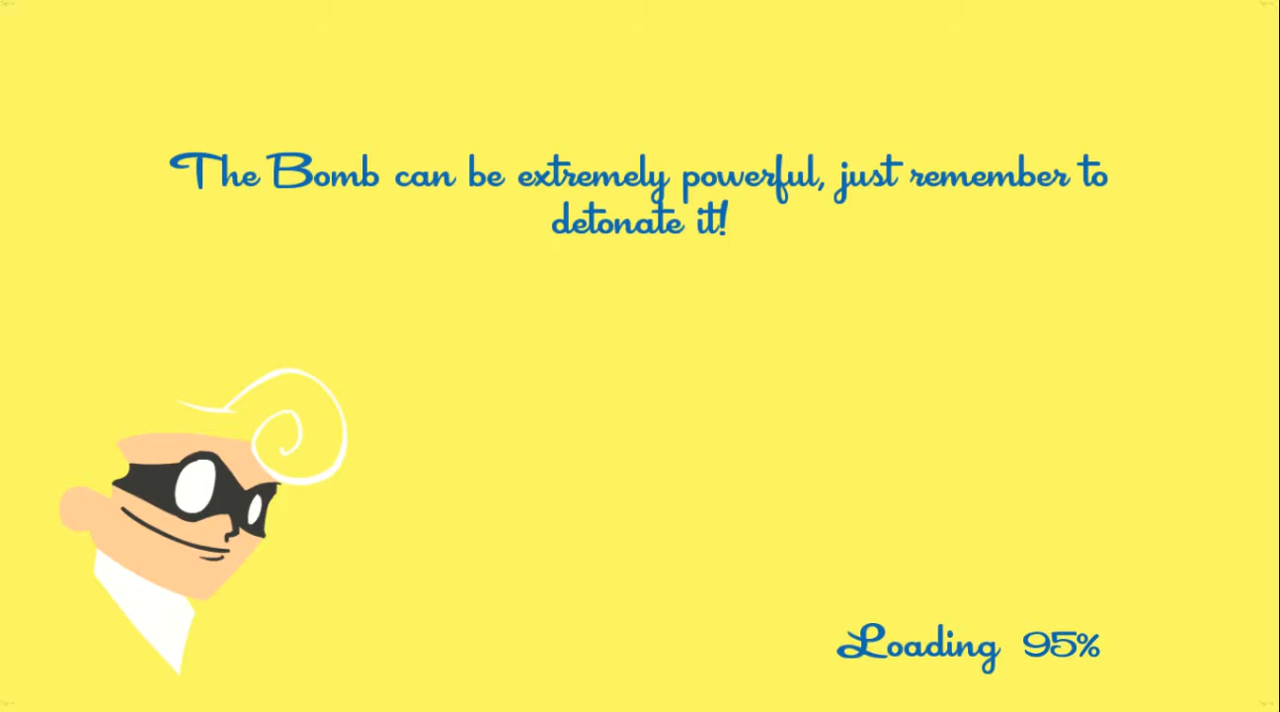 The Bomb can be extremely powerful, just remember to
detonate it!
Loading 95%